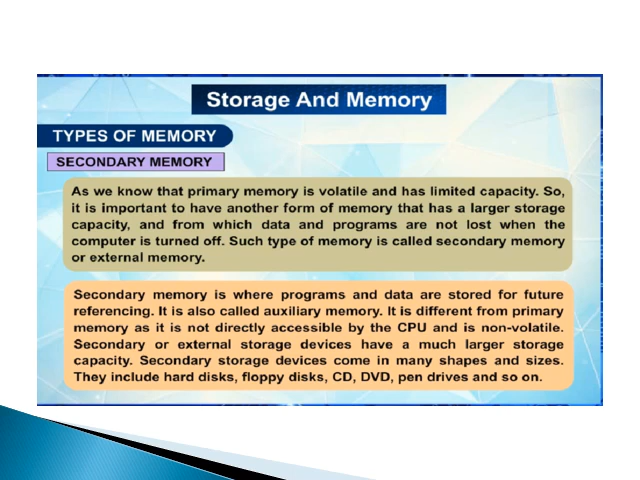 Storage And Memory
TYPES OF MEMORY
SECONDARY MEMORY
As we know that primary memory is volatile and has limited capacity. So,
it is important to have another form of memory that has a larger storage
capacity, and from which data and programs are not lost when the
computer is turned off. Such type of memory is called secondary memory
or external memory.
Secondary memory is where programs and data are stored for future
referencing. It is also called auxiliary memory. It is different from primary
memory as it is not directly accessible by the CPU and is non-volatile.
Secondary or external storage devices have a much larger storage
capacity. Secondary storage devices come in many shapes and sizes.
They include hard disks, floppy disks, CD, DVD, pen drives and so on.